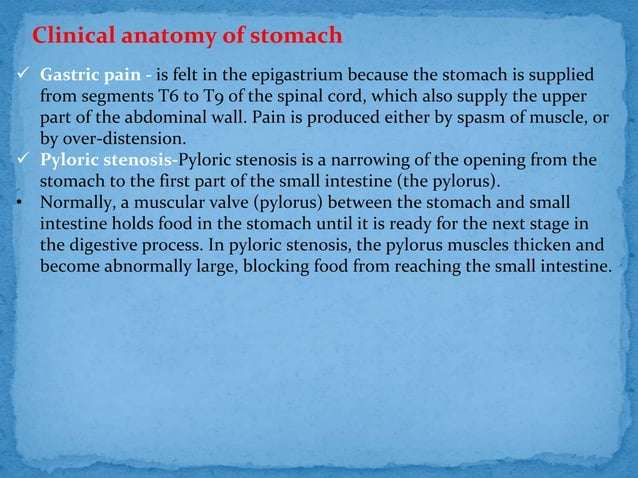 Clinical anatomy of stomach
✓ Gastric pain - is felt in the epigastrium because the stomach is supplied
from segments T6 to T9 of the spinal cord, which also supply the upper
part of the abdominal wall. Pain is produced either by spasm of muscle, or
by over-distension.
✓ Pyloric stenosis-Pyloric stenosis is a narrowing of the opening from the
stomach to the first part of the small intestine (the pylorus).
• Normally, a muscular valve (pylorus) between the stomach and small
intestine holds food in the stomach until it is ready for the next stage in
the digestive process. In pyloric stenosis, the pylorus muscles thicken and
become abnormally large, blocking food from reaching the small intestine.